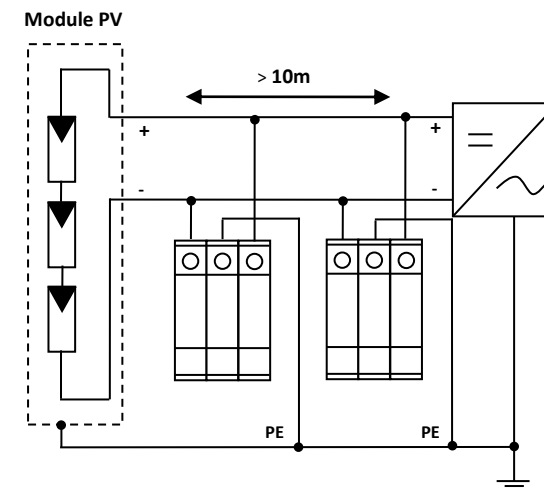 Module PV
> 10m
+
+
-
-
PE
PE